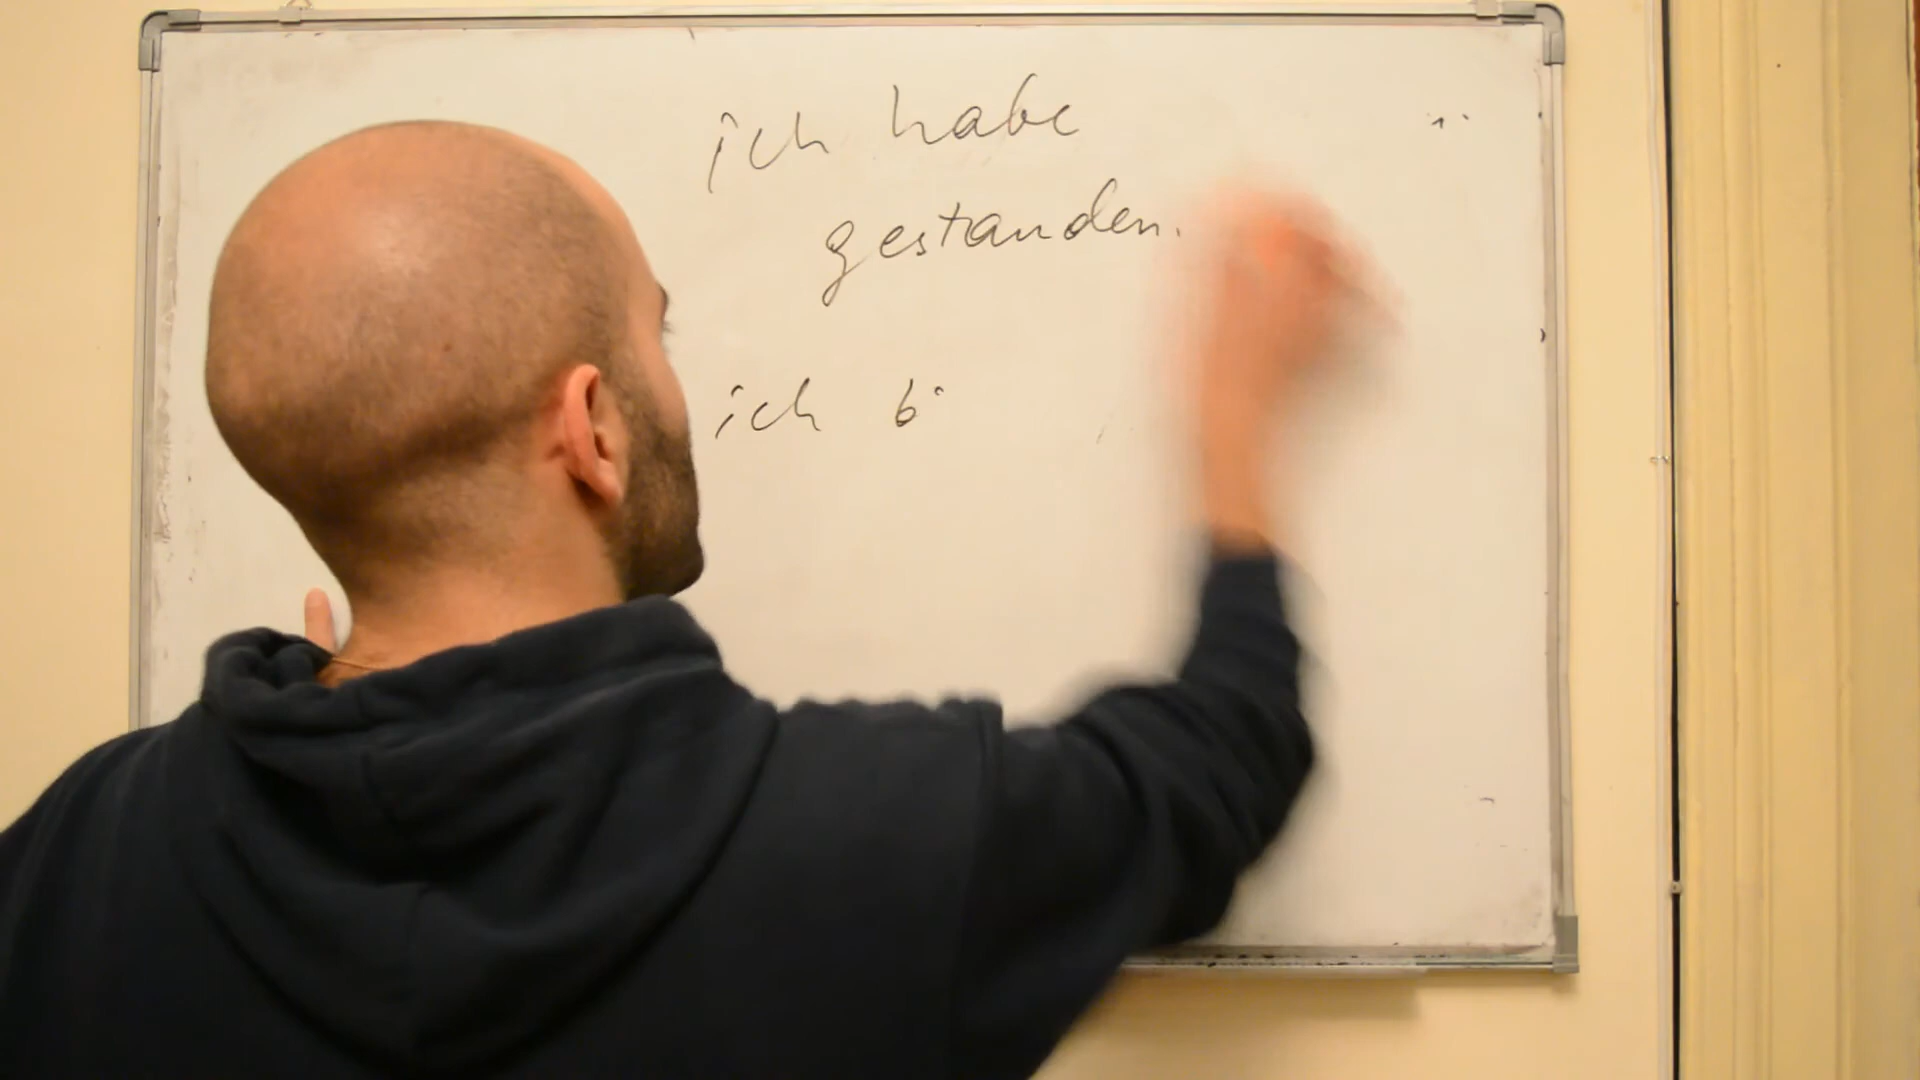 ich habe
gestanden.
ich